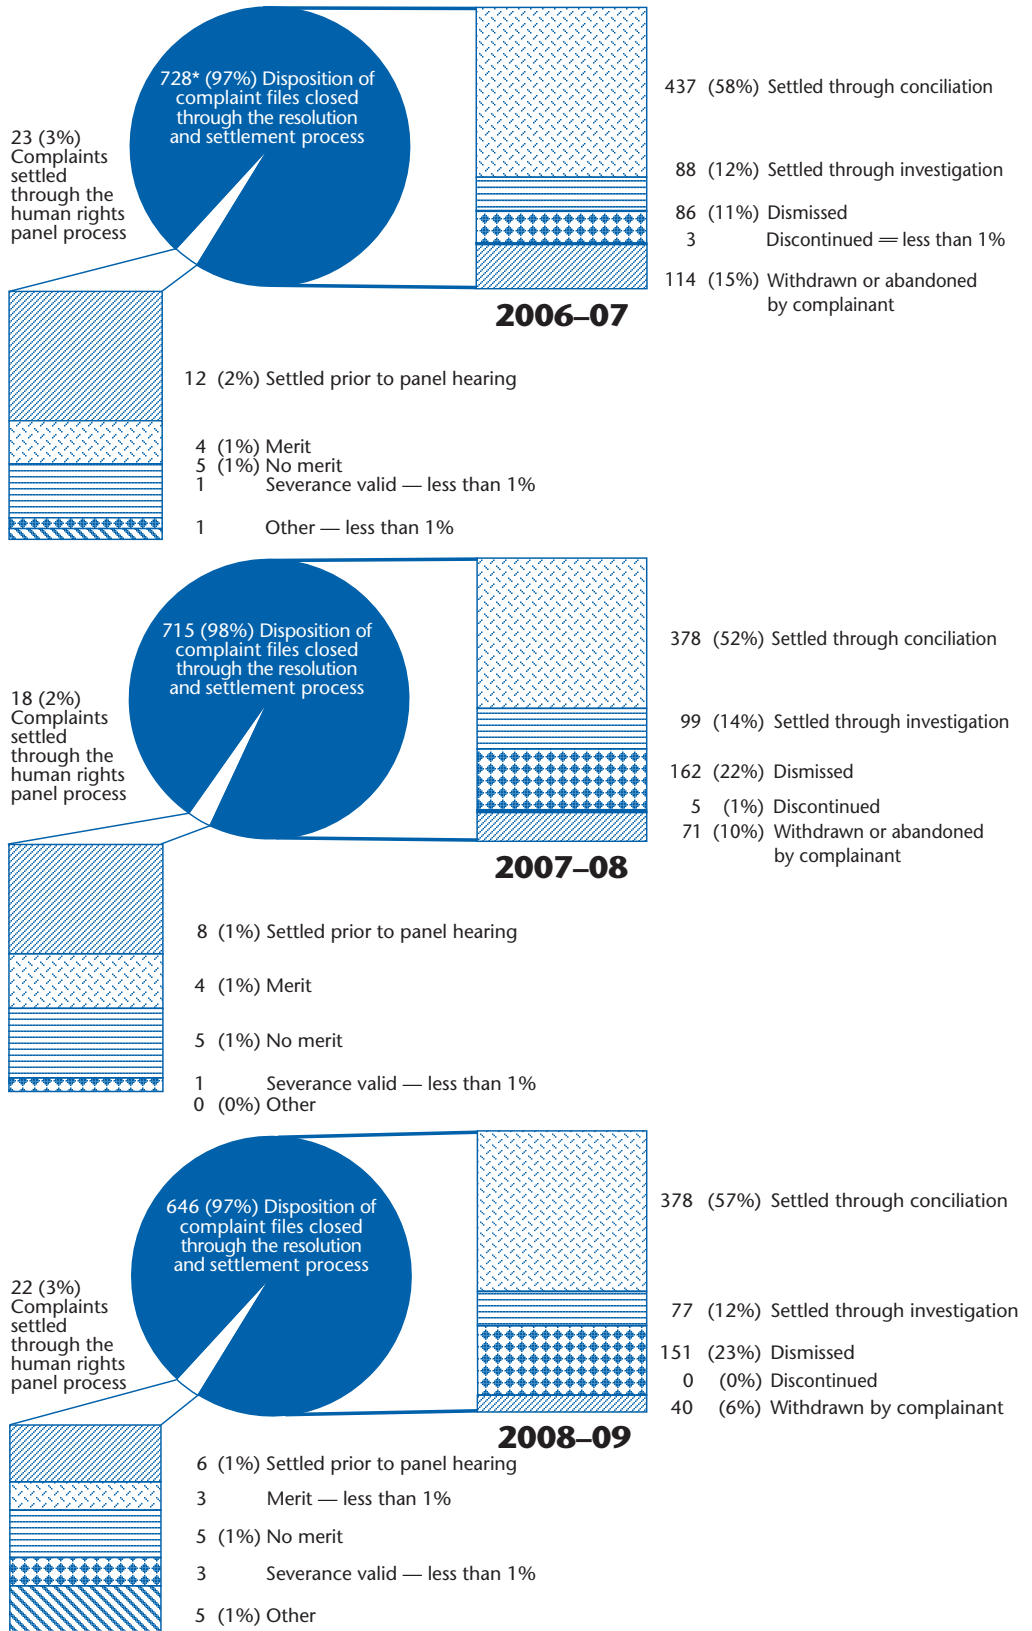 728* (97%) Disposition of
complaint files closed
through the resolution
and settlement process
23 (3%)
Complaints
settled
through the
human rights
panel process
437 (58%) Settled through conciliation
88 (12%) Settled through investigation
86 (11%) Dismissed
3 Discontinued — less than 1%
114 (15%) Withdrawn or abandoned
by complainant
2006–07
12 (2%) Settled prior to panel hearing
4 (1%) Merit
5 (1%) No merit
1 Severance valid — less than 1%
1 Other — less than 1%
715 (98%) Disposition of
complaint files closed
through the resolution
and settlement process
18 (2%)
Complaints
settled
through the
human rights
panel process
378 (52%) Settled through conciliation
99 (14%) Settled through investigation
162 (22%) Dismissed
5 (1%) Discontinued
71 (10%) Withdrawn or abandoned
by complainant
2007–08
8 (1%) Settled prior to panel hearing
4 (1%) Merit
5 (1%) No merit
1 Severance valid — less than 1%
0 (0%) Other
646 (97%) Disposition of
complaint files closed
through the resolution
and settlement process
22 (3%)
Complaints
settled
through the
human rights
panel process
378 (57%) Settled through conciliation
77 (12%) Settled through investigation
151 (23%) Dismissed
0 (0%) Discontinued
40 (6%) Withdrawn by complainant
2008–09
6 (1%) Settled prior to panel hearing
3 Merit — less than 1%
5 (1%) No merit
3 Severance valid — less than 1%
5 (1%) Other